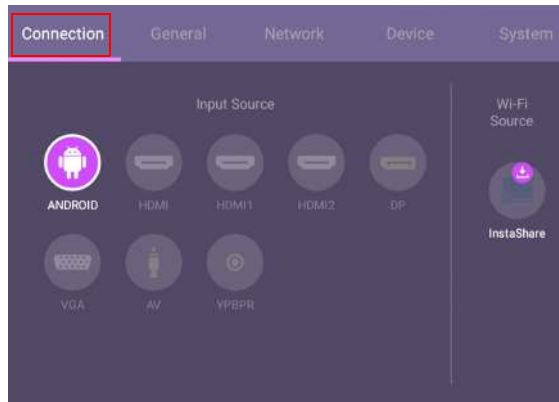 Connection General Network Device System
Input Source
Wi-Fi
Source
ANDROID HDMI HDMI1 HDMI2 DP
InstaShare
VGA AV YPBPR